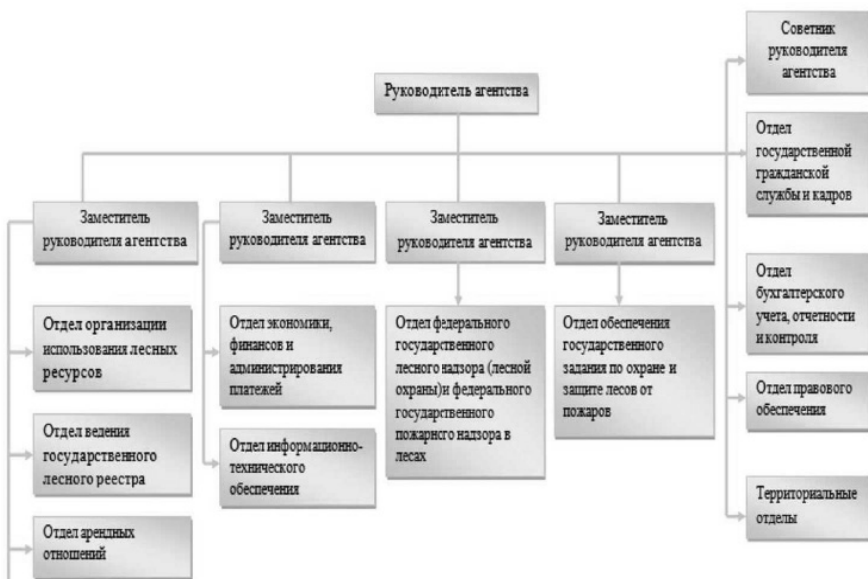 Руководитель агентства
Советник
руководителя
агентства
Отдел
государственной
гражданской
службы и кадров
Отдел
бухгалтерского
учета, отчетности
и контроля
Отдел правового
обеспечения
Территориальные
отделы
Заместитель
руководителя агентства
Отдел организации
использования лесных
ресурсов
Отдел ведения
государственного
лесного реестра
Отдел арендных
отношений
Заместитель
руководителя агентства
Отдел экономики,
финансов и
администрирования
платежей
Отдел информационно-
технического
обеспечения
Заместитель
руководителя агентства
Отдел федерального
государственного
лесного надзора (лесной
охраны)и федерального
государственного
пожарнго надзора в
лесах
Заместитель
руководителя агентства
Отдел обеспечения
государственного
задания по охране и
защите лесов от
пожаров